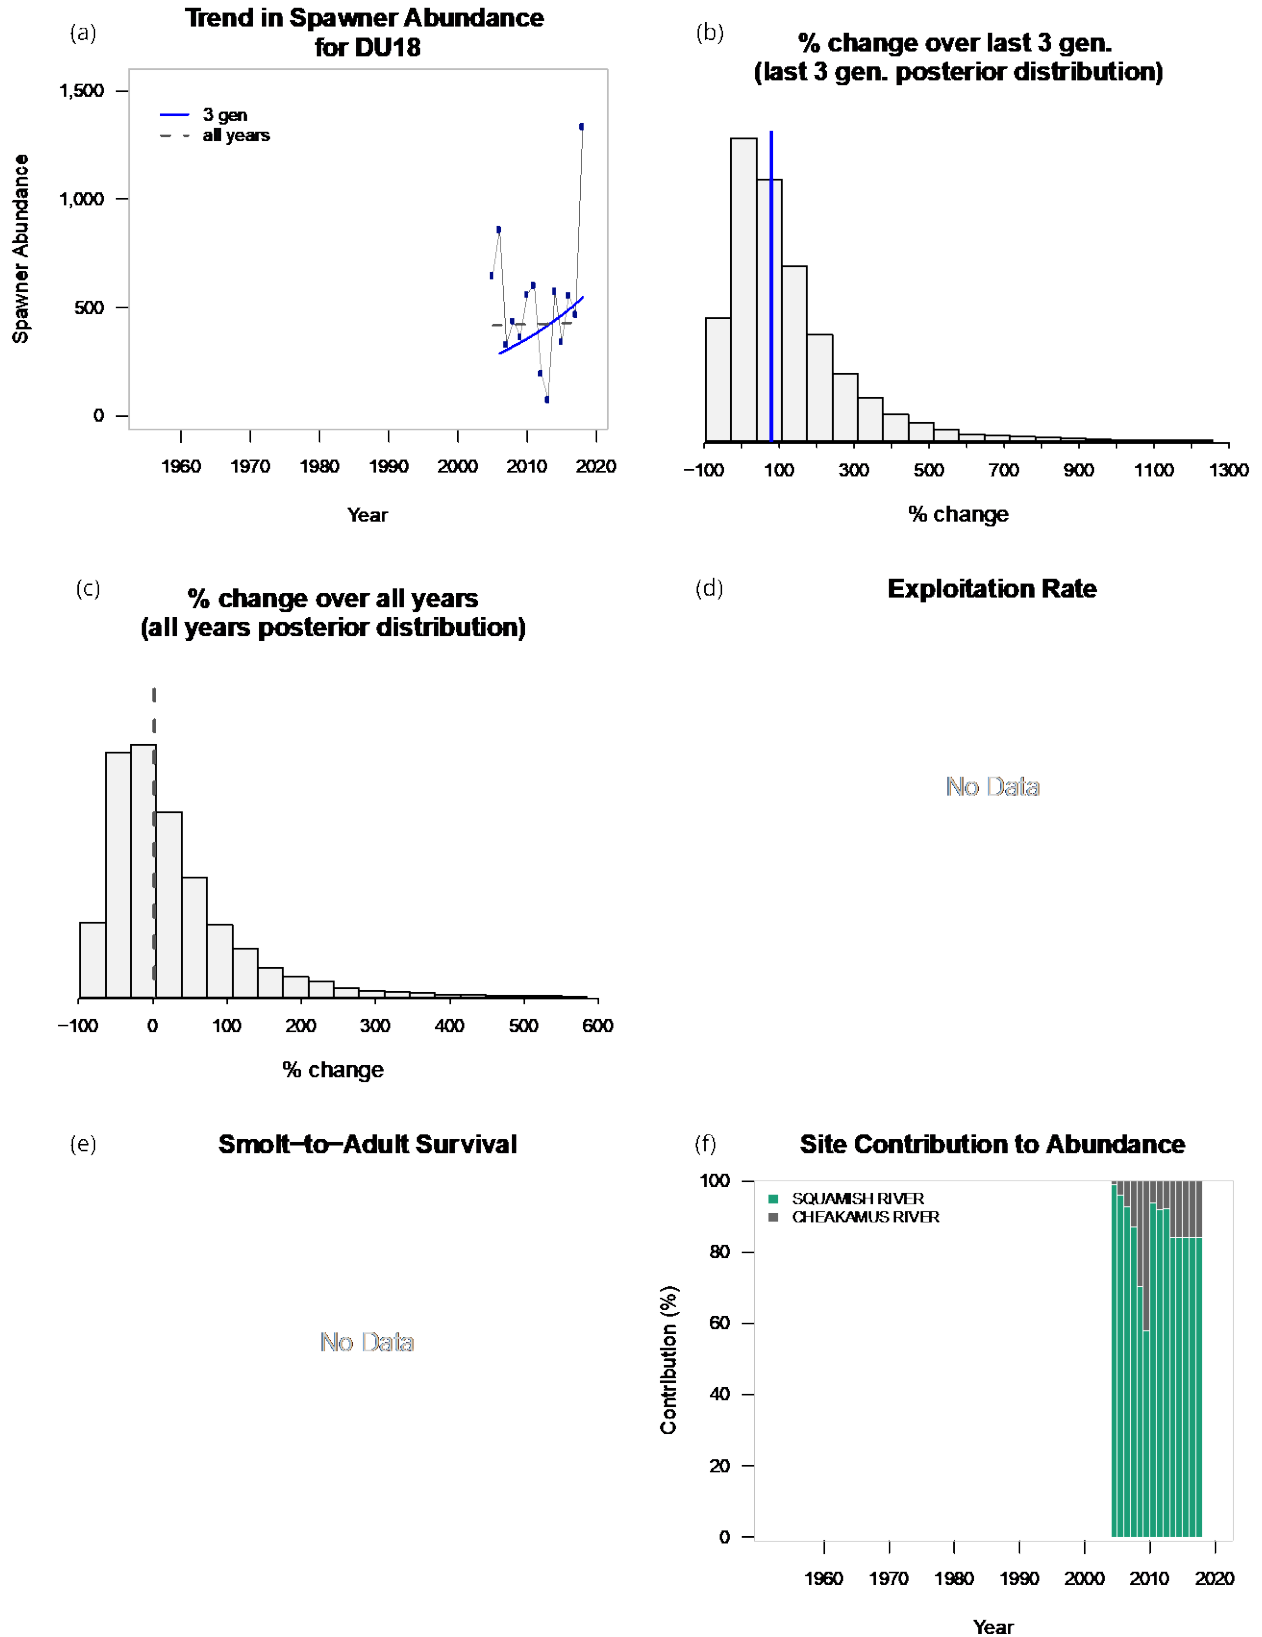 (a)
Trend in Spawner Abundance
for DU18
1,500
1,000
500
0
Spawner Abundance
3 gen
all years
1960 1970 1980 1990 2000 2010 2020
Year
(b)
% change over last 3 gen.
(last 3 gen. posterior distribution)
−100 100 300 500 700 900 1100 1300
% change
(c)
% change over all years
(all years posterior distribution)
−100 0 100 200 300 400 500 600
% change
(d)
Exploitation Rate
No Data
(e)
Smolt−to−Adult Survival
No Data
(f)
Site Contribution to Abundance
100
80
60
40
20
0
Contribution (%)
SQUAMISH RIVER
CHEAKAMUS RIVER
1960 1970 1980 1990 2000 2010 2020
Year